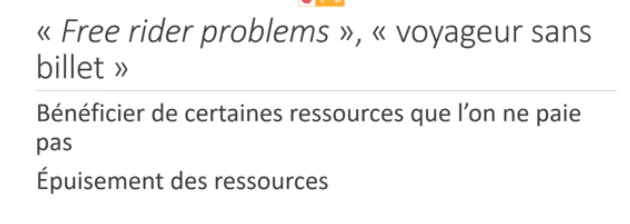 « Free rider problems », « voyageur sans
billet »
Bénéficier de certaines ressources que l’on ne paie
pas
Épuisement des ressources